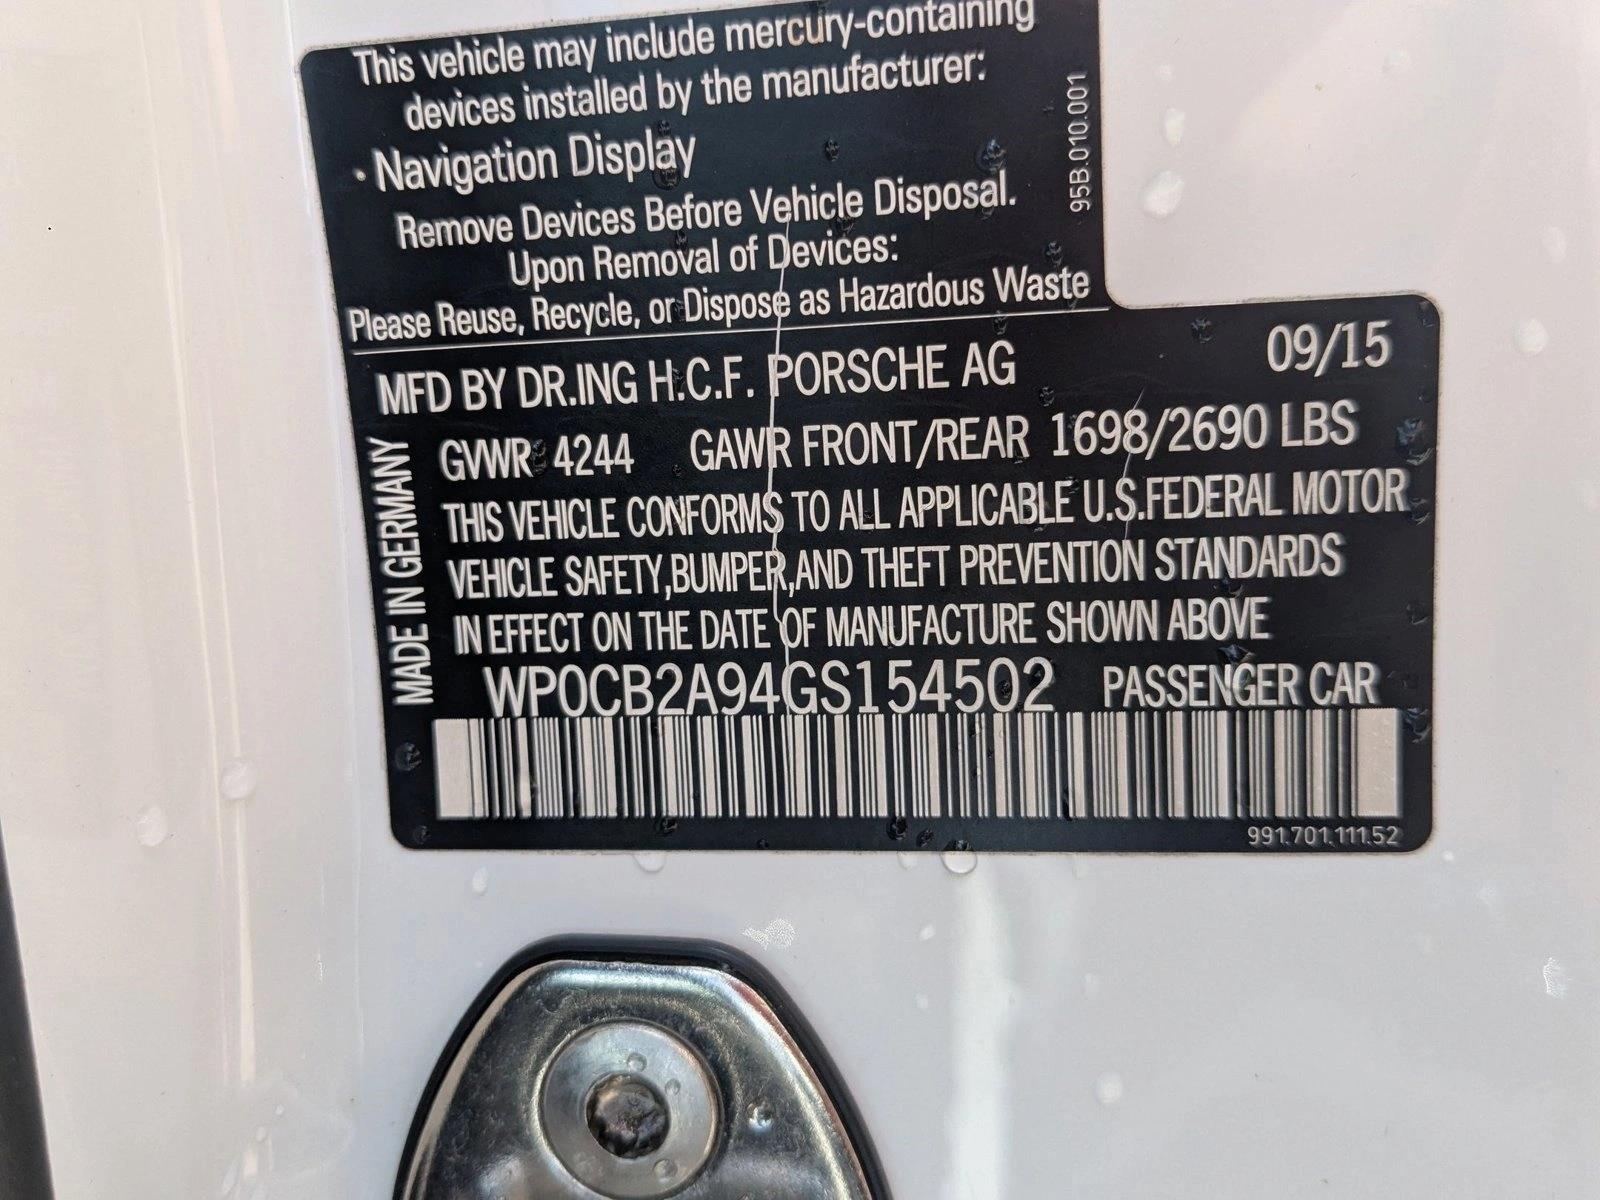 This vehicle may include mercury-containing
devices installed by the manufacturer:
· Navigation Display
Remove Devices Before Vehicle Disposal.
Upon Removal of Devices:
Please Reuse, Recycle, or Dispose as Hazardous Waste
95B.010.001
MFD BY DR.ING H.C.F. PORSCHE AG 09/15
GVWR 4244 GAWR FRONT/REAR 1698/2690 LBS
THIS VEHICLE CONFORMS TO ALL APPLICABLE U.S.FEDERAL MOTOR
VEHICLE SAFETY,BUMPER,AND THEFT PREVENTION STANDARDS
IN EFFECT ON THE DATE OF MANUFACTURE SHOWN ABOVE
WP0CB2A94GS154502 PASSENGER CAR
MADE IN GERMANY
991.701.111.52